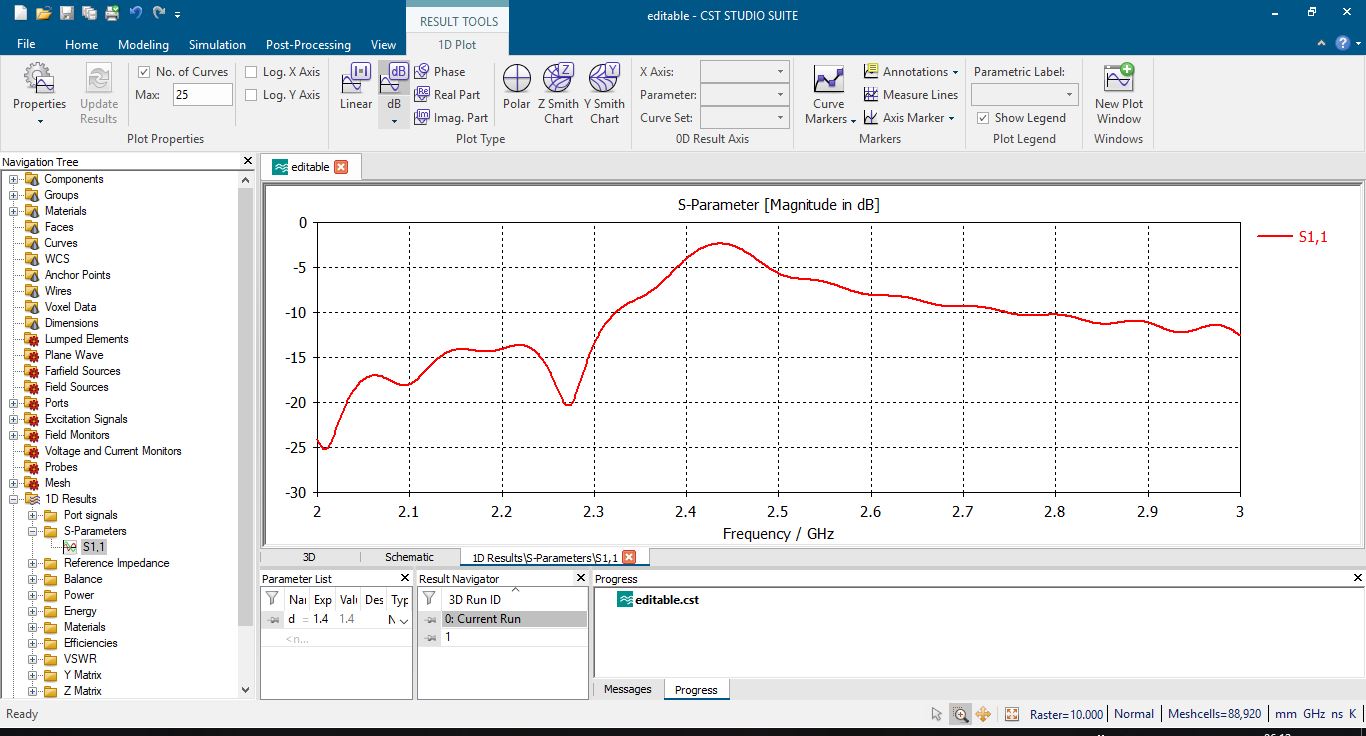 editable - CST STUDIO SUITE
RESULT TOOLS
File Home Modeling Simulation Post-Processing View 1D Plot
Properties
Update Results
No. of Curves
Max: 25
Log. X Axis
Log. Y Axis
Plot Properties
Linear
dB
Phase
Real Part
Imag. Part
Polar
Z Smith Chart
Y Smith Chart
Plot Type
X Axis:
Parameter:
Curve Set:
0D Result Axis
Curve Markers
Annotations
Measure Lines
Axis Marker
Markers
Parametric Label:
Show Legend
Plot Legend
New Plot Window
Windows
Navigation Tree
Components
Groups
Materials
Faces
Curves
WCS
Anchor Points
Wires
Voxel Data
Dimensions
Lumped Elements
Plane Wave
Farfield Sources
Field Sources
Ports
Excitation Signals
Field Monitors
Voltage and Current Monitors
Probes
Mesh
1D Results
Port signals
S-Parameters
S1,1
Reference Impedance
Balance
Power
Energy
Materials
Efficiencies
VSWR
Y Matrix
Z Matrix
editable
S-Parameter [Magnitude in dB]
0
-5
-10
-15
-20
-25
-30
2 2.1 2.2 2.3 2.4 2.5 2.6 2.7 2.8 2.9 3
Frequency / GHz
S1,1
3D Schematic 1D Results\S-Parameters\S1,1
Parameter List
Nai Exp Valu Des Typ
d = 1.4 1.4 N
<n...
Result Navigator
3D Run ID
0: Current Run
1
Progress
editable.cst
Messages Progress
Ready
Raster=10.000 Normal Meshcells=88,920 mm GHz ns K